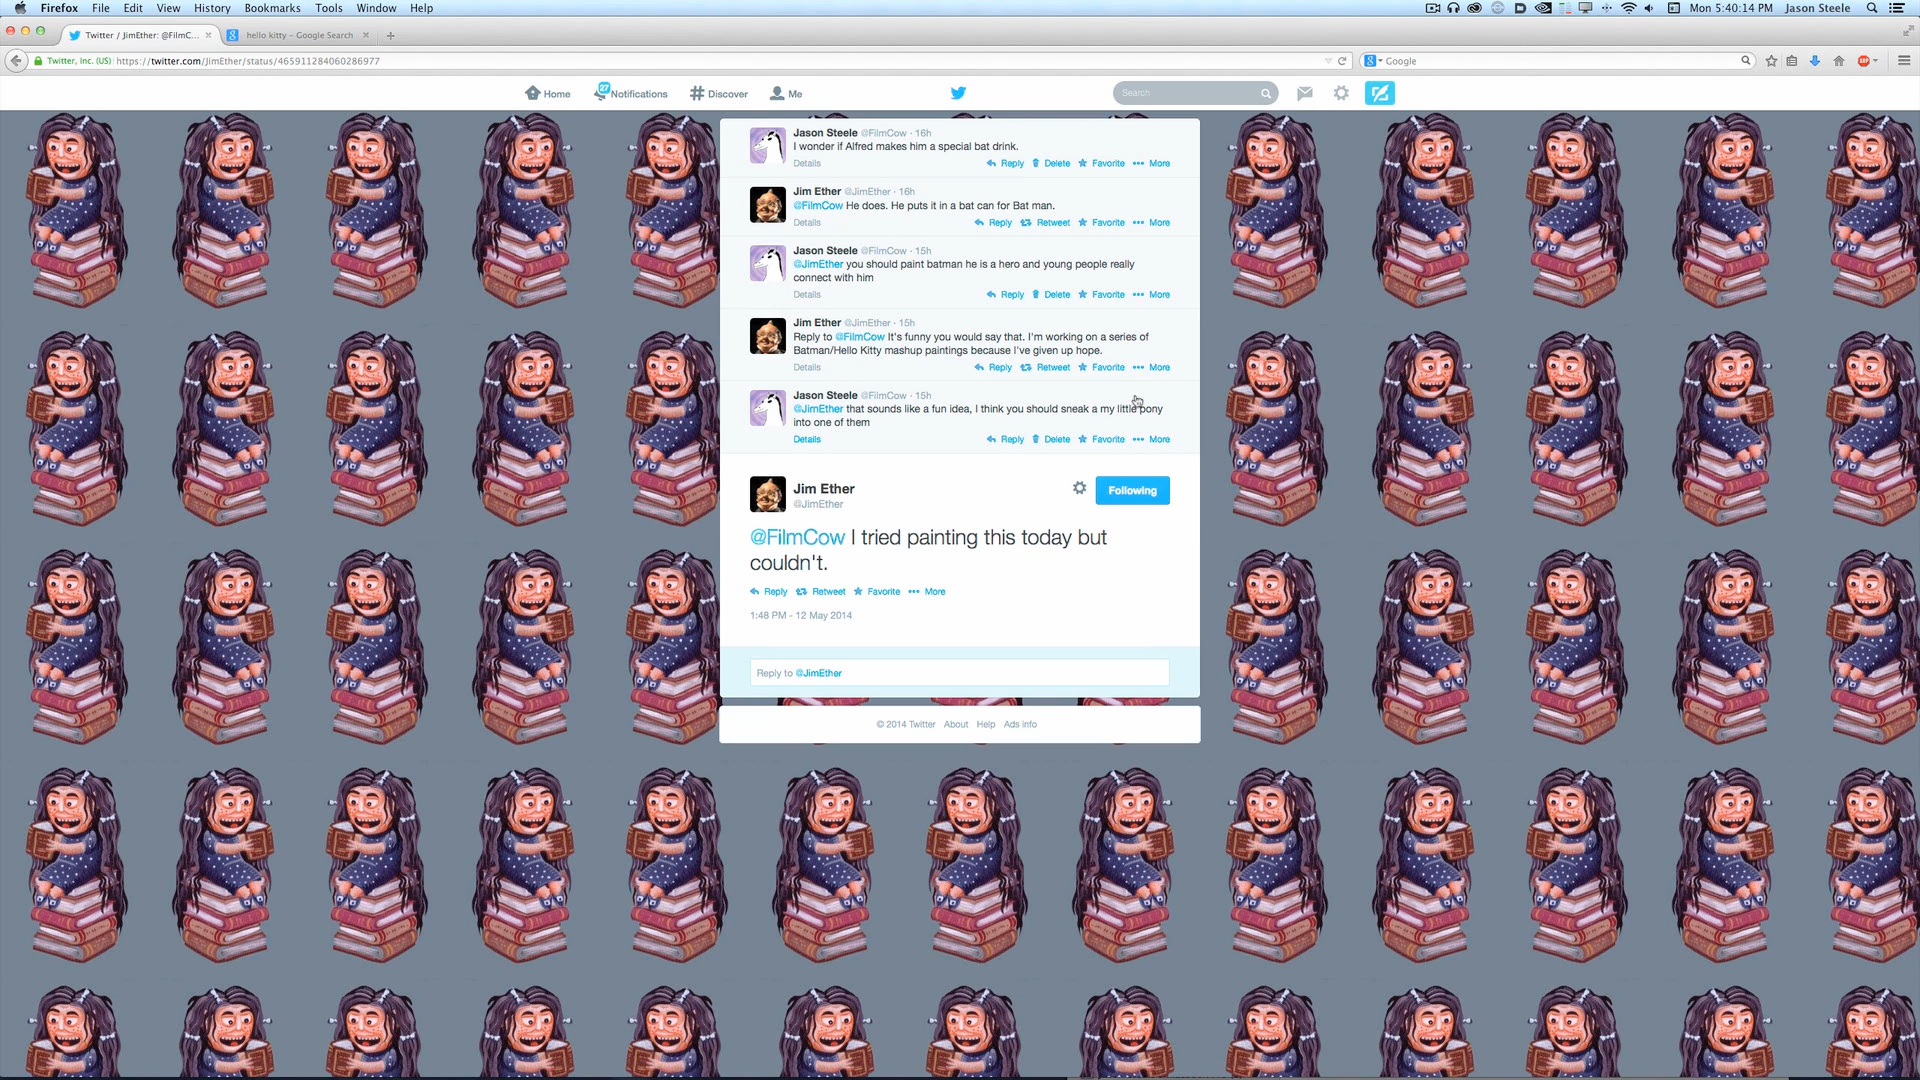 Firefox File Edit View History Bookmarks Tools Window Help Mon 5:40:14 PM Jason Steele
Twitter / JimEther: @FilmC... hello kitty - Google Search
Twitter, Inc. (US) https://twitter.com/JimEther/status/465911284060286977 Google
Home 27 Notifications Discover Me Search
Jason Steele @FilmCow · 16h
I wonder if Alfred makes him a special bat drink.
Details Reply Delete Favorite More
Jim Ether @JimEther · 16h
@FilmCow He does. He puts it in a bat can for Bat man.
Details Reply Retweet Favorite More
Jason Steele @FilmCow · 15h
@JimEther you should paint batman he is a hero and young people really
connect with him
Details Reply Delete Favorite More
Jim Ether @JimEther · 15h
Reply to @FilmCow It's funny you would say that. I'm working on a series of
Batman/Hello Kitty mashup paintings because I've given up hope.
Details Reply Retweet Favorite More
Jason Steele @FilmCow · 15h
@JimEther that sounds like a fun idea, I think you should sneak a my little pony
into one of them
Details Reply Delete Favorite More
Jim Ether Following
@JimEther
@FilmCow I tried painting this today but
couldn't.
Reply Retweet Favorite More
1:48 PM - 12 May 2014
Reply to @JimEther
© 2014 Twitter About Help Ads info